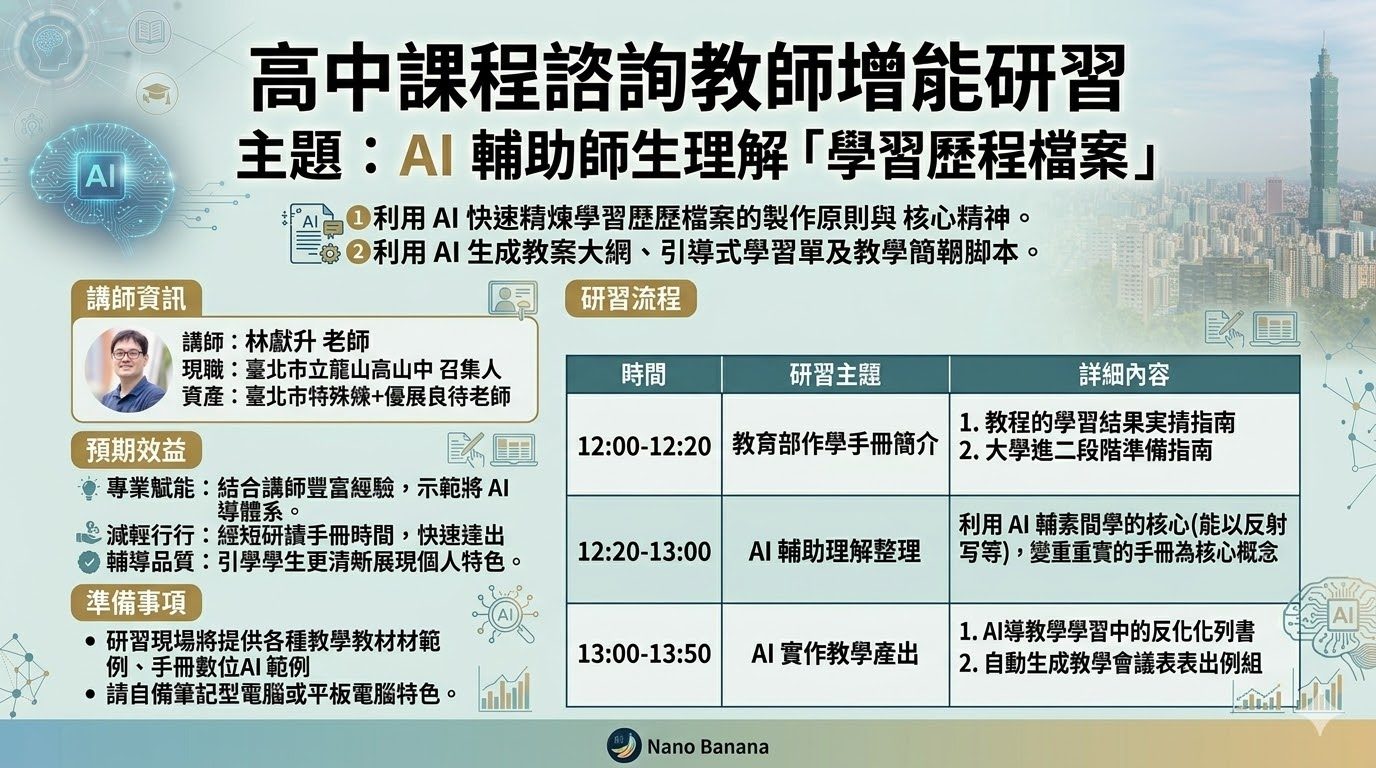 高中課程諮詢教師增能研習
主題：AI 輔助師生理解「學習歷程檔案」
AI
AI
1 利用 AI 快速精煉學習歷歷檔案的製作原則與 核心精神。
2 利用 AI 生成教案大網、引導式學習單及教學簡鞝脚本。
講師資訊
講師：林獻升 老師
現職：臺北市立龍山高山中 召集人
資產：臺北市特殊+優展良待老師
預期效益
專業賦能：結合講師豐富經驗，示範將 AI
導體系。
減輕行行：經短研讀手冊時間，快速達出
輔導品質：引學學生更清晰展現個人特色。
準備事項
• 研習現場將提供各種教學教材材範
例、手冊數位AI 範例
• 請自備筆記型電腦或平板電腦特色。
AI
研習流程
時間 研習主題 詳細內容
12:00-12:20 教育部作學手冊簡介
1. 教程的學習結果実掅指南
2. 大學進二段階準備指南
12:20-13:00 AI 輔助理解整理
利用 AI 輔素間學的核心(能以反射
写等)，變重重實的手冊為核心概念
13:00-13:50 AI 實作教學產出
1. AI導教學學習中的反化化列書
2. 自動生成教學會議表表出例組
AI
Nano Banana